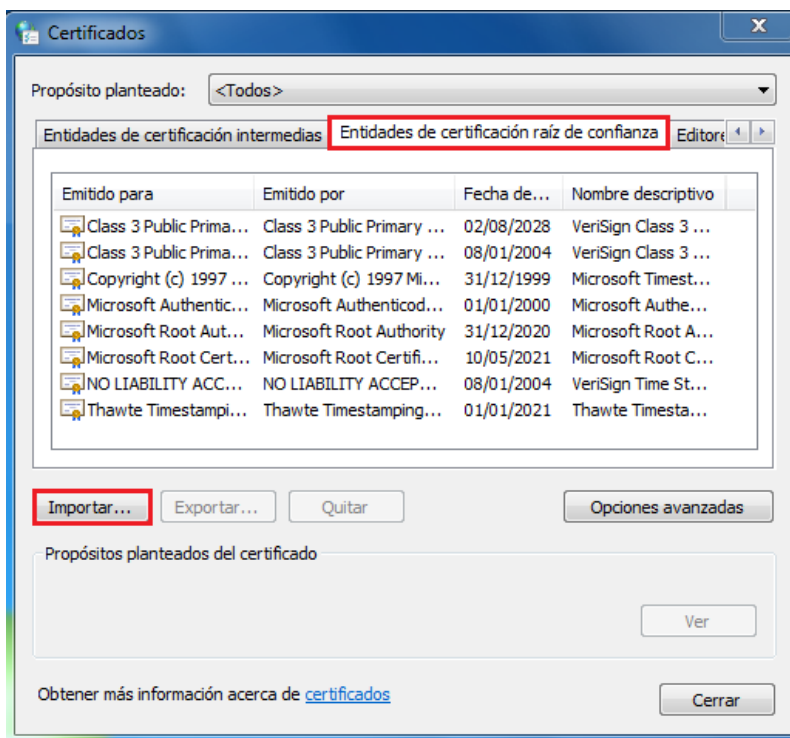 Certificados
Propósito planteado: <Todos>
Entidades de certificación intermedias Entidades de certificación raíz de confianza Editore
Emitido para Emitido por Fecha de... Nombre descriptivo
Class 3 Public Prima... Class 3 Public Primary ... 02/08/2028 VeriSign Class 3 ...
Class 3 Public Prima... Class 3 Public Primary ... 08/01/2004 VeriSign Class 3 ...
Copyright (c) 1997 ... Copyright (c) 1997 Mi... 31/12/1999 Microsoft Timest...
Microsoft Authentic... Microsoft Authenticod... 01/01/2000 Microsoft Authe...
Microsoft Root Aut... Microsoft Root Authority 31/12/2020 Microsoft Root A...
Microsoft Root Cert... Microsoft Root Certifi... 10/05/2021 Microsoft Root C...
NO LIABILITY ACC... NO LIABILITY ACCEP... 08/01/2004 VeriSign Time St...
Thawte Timestampi... Thawte Timestamping... 01/01/2021 Thawte Timesta...
Importar... Exportar... Quitar Opciones avanzadas
Propósitos planteados del certificado
Ver
Obtener más información acerca de certificados
Cerrar